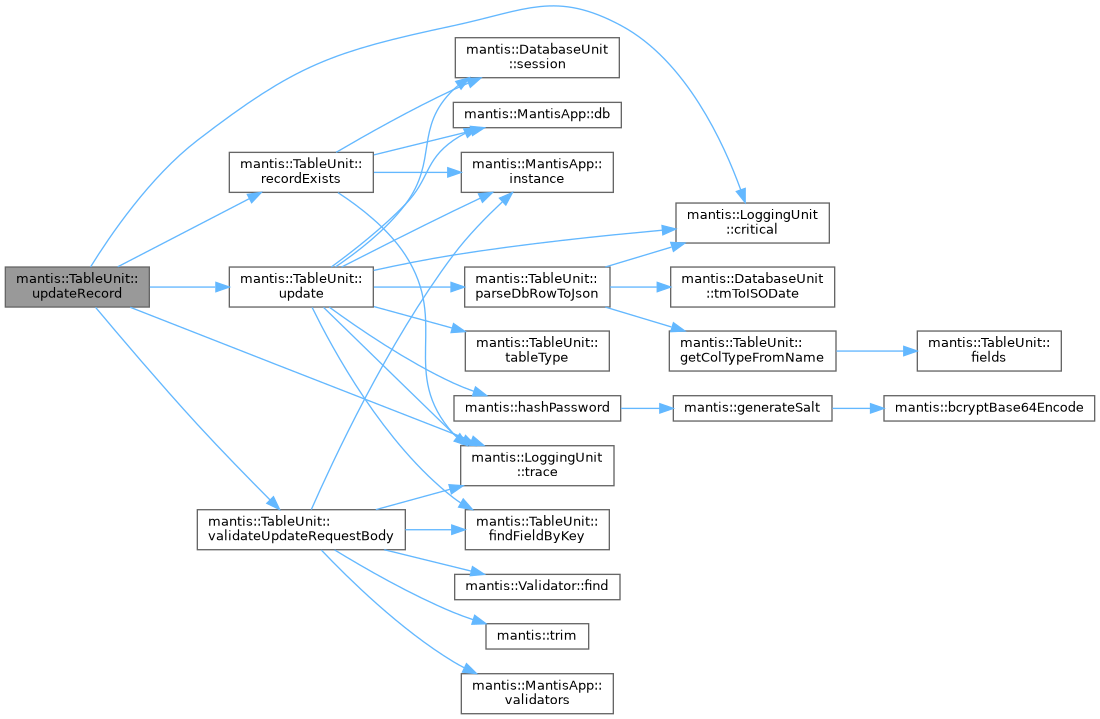 mantis::DatabaseUnit
::session
mantis::MantisApp::db
mantis::TableUnit::
recordExists
mantis::MantisApp::
instance
mantis::LoggingUnit
::critical
mantis::TableUnit::
updateRecord
mantis::TableUnit::
update
mantis::TableUnit::
parseDbRowToJson
mantis::DatabaseUnit
::tmToISODate
mantis::TableUnit::
tableType
mantis::TableUnit::
getColTypeFromName
mantis::TableUnit::
fields
mantis::hashPassword
mantis::generateSalt
mantis::bcryptBase64Encode
mantis::LoggingUnit
::trace
mantis::TableUnit::
validateUpdateRequestBody
mantis::TableUnit::
findFieldByKey
mantis::Validator::find
mantis::trim
mantis::MantisApp::
validators